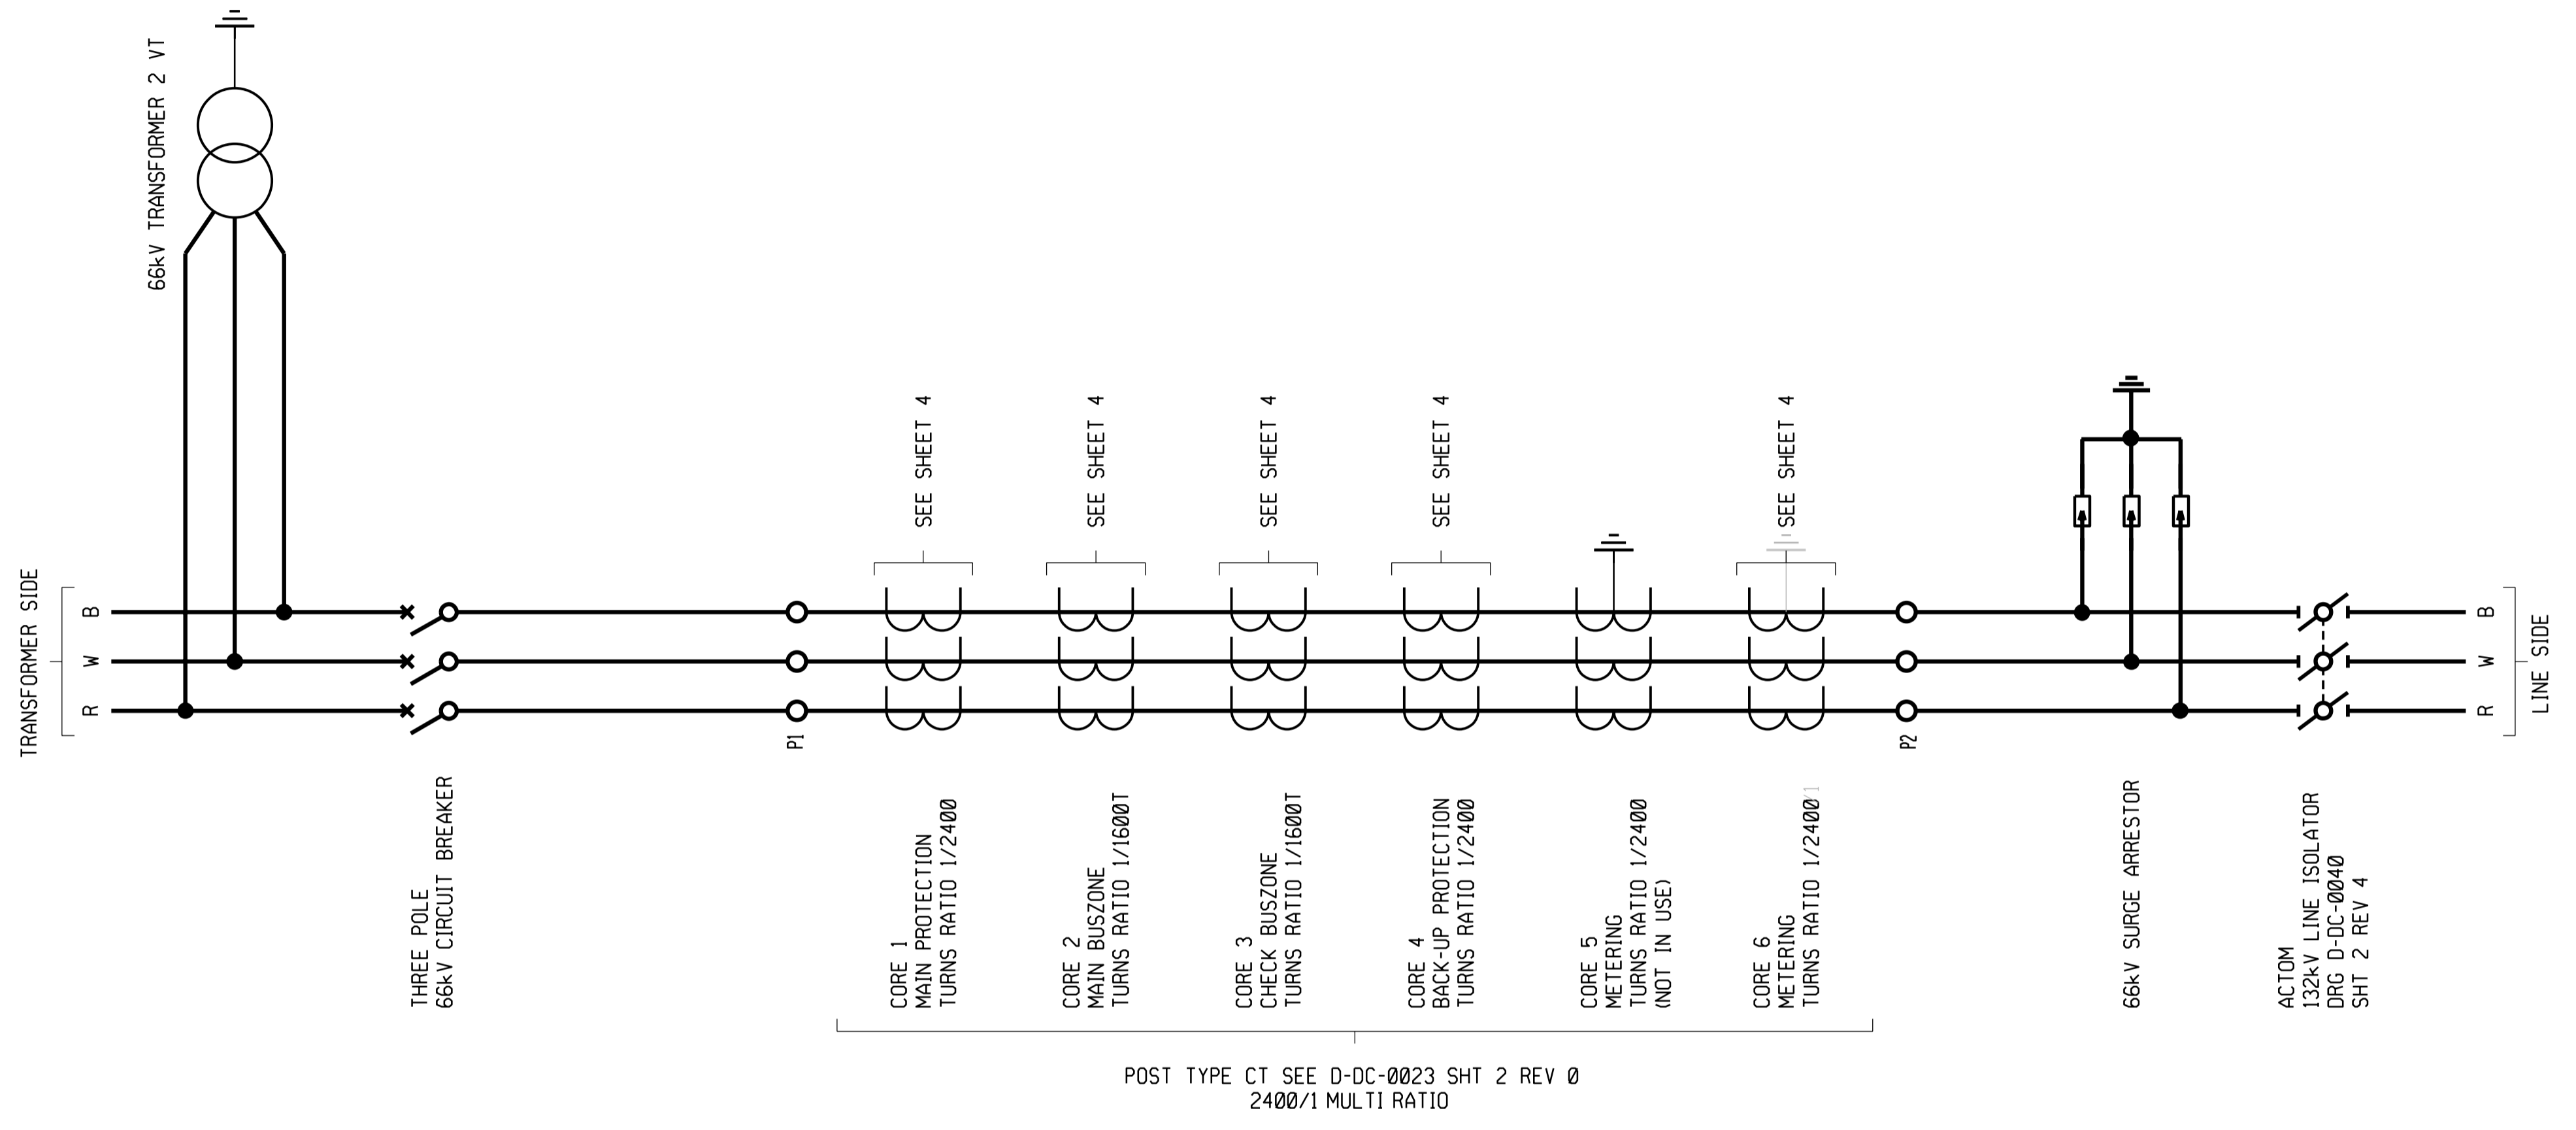 66kV TRANSFORMER 2 VT
TRANSFORMER SIDE
B
W
R
THREE POLE
66kV CIRCUIT BREAKER
P1
SEE SHEET 4
SEE SHEET 4
SEE SHEET 4
SEE SHEET 4
SEE SHEET 4
CORE 1
MAIN PROTECTION
TURNS RATIO 1/2400
CORE 2
MAIN BUSZONE
TURNS RATIO 1/1600T
CORE 3
CHECK BUSZONE
TURNS RATIO 1/1600T
CORE 4
BACK-UP PROTECTION
TURNS RATIO 1/2400
CORE 5
METERING
TURNS RATIO 1/2400
(NOT IN USE)
CORE 6
METERING
TURNS RATIO 1/2400/1
POST TYPE CT SEE D-DC-0023 SHT 2 REV 0
2400/1 MULTI RATIO
P2
66kV SURGE ARRESTOR
ACTOM
132kV LINE ISOLATOR
DRG D-DC-0040
SHT 2 REV 4
B
W
R
LINE SIDE